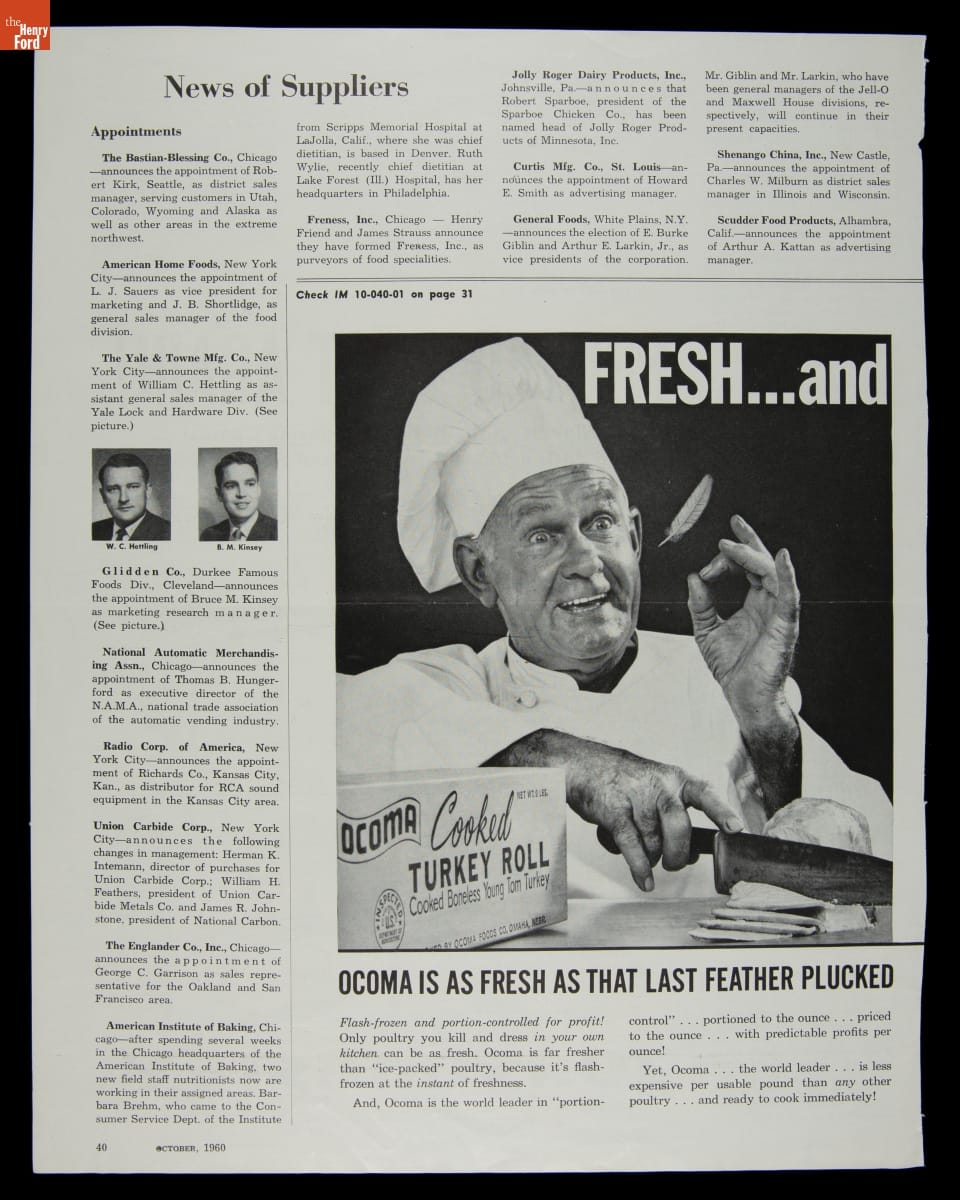 the
Henry
Ford
News of Suppliers
Appointments
The Bastian-Blessing Co., Chicago
—announces the appointment of Rob-
ert Kirk, Seattle, as district sales
manager, serving customers in Utah,
Colorado, Wyoming and Alaska as
well as other areas in the extreme
northwest.
American Home Foods, New York
City—announces the appointment of
L. J. Sauers as vice president for
marketing and J. B. Shortlidge, as
general sales manager of the food
division.
The Yale & Towne Mfg. Co., New
York City—announces the appoint-
ment of William C. Hettling as as-
sistant general sales manager of the
Yale Lock and Hardware Div. (See
picture.)
W. C. Hettling
B. M. Kinsey
Glidden Co., Durkee Famous
Foods Div., Cleveland—announces
the appointment of Bruce M. Kinsey
as marketing research manager.
(See picture.)
National Automatic Merchandis-
ing Assn., Chicago—announces the
appointment of Thomas B. Hunger-
ford as executive director of the
N.A.M.A., national trade association
of the automatic vending industry.
Radio Corp. of America, New
York City—announces the appoint-
ment of Richards Co., Kansas City,
Kan., as distributor for RCA sound
equipment in the Kansas City area.
Union Carbide Corp., New York
City—announces the following
changes in management: Herman K.
Intemann, director of purchases for
Union Carbide Corp.; William H.
Feathers, president of Union Car-
bide Metals Co. and James R. John-
stone, president of National Carbon.
The Englander Co., Inc., Chicago—
announces the appointment of
George C. Garrison as sales repre-
sentative for the Oakland and San
Francisco area.
American Institute of Baking, Chi-
cago—after spending several weeks
in the Chicago headquarters of the
American Institute of Baking, two
new field staff nutritionists now are
working in their assigned areas. Bar-
bara Brehm, who came to the Con-
sumer Service Dept. of the Institute
from Scripps Memorial Hospital at
LaJolla, Calif., where she was chief
dietitian, is based in Denver. Ruth
Wylie, recently chief dietitian at
Lake Forest (Ill.) Hospital, has her
headquarters in Philadelphia.
Freness, Inc., Chicago — Henry
Friend and James Strauss announce
they have formed Freness, Inc., as
purveyors of food specialities.
Jolly Roger Dairy Products, Inc.,
Johnsville, Pa.—announces that
Robert Sparboe, president of the
Sparboe Chicken Co., has been
named head of Jolly Roger Prod-
ucts of Minnesota, Inc.
Curtis Mfg. Co., St. Louis—an-
nounces the appointment of Howard
E. Smith as advertising manager.
General Foods, White Plains, N.Y.
—announces the election of E. Burke
Giblin and Arthur E. Larkin, Jr., as
vice presidents of the corporation.
Mr. Giblin and Mr. Larkin, who have
been general managers of the Jell-O
and Maxwell House divisions, re-
spectively, will continue in their
present capacities.
Shenango China, Inc., New Castle,
Pa.—announces the appointment of
Charles W. Milburn as district sales
manager in Illinois and Wisconsin.
Scudder Food Products, Alhambra,
Calif.—announces the appointment
of Arthur A. Kattan as advertising
manager.
Check IM 10-040-01 on page 31
FRESH...and
OCOMA
Cooked
NET WT. LBS.
TURKEY ROLL
Cooked Boneless Young Tom Turkey
INSPECTED
U.S.
DEPARTMENT OF
AGRICULTURE
BY OCOMA FOODS CO. OMAHA, NEBR.
OCOMA IS AS FRESH AS THAT LAST FEATHER PLUCKED
Flash-frozen and portion-controlled for profit!
Only poultry you kill and dress in your own
kitchen can be as fresh. Ocoma is far fresher
than "ice-packed" poultry, because it's flash-
frozen at the instant of freshness.
And, Ocoma is the world leader in "portion-
control" . . . portioned to the ounce . . . priced
to the ounce . . . with predictable profits per
ounce!
Yet, Ocoma . . . the world leader . . . is less
expensive per usable pound than any other
poultry . . . and ready to cook immediately!
40
OCTOBER, 1960